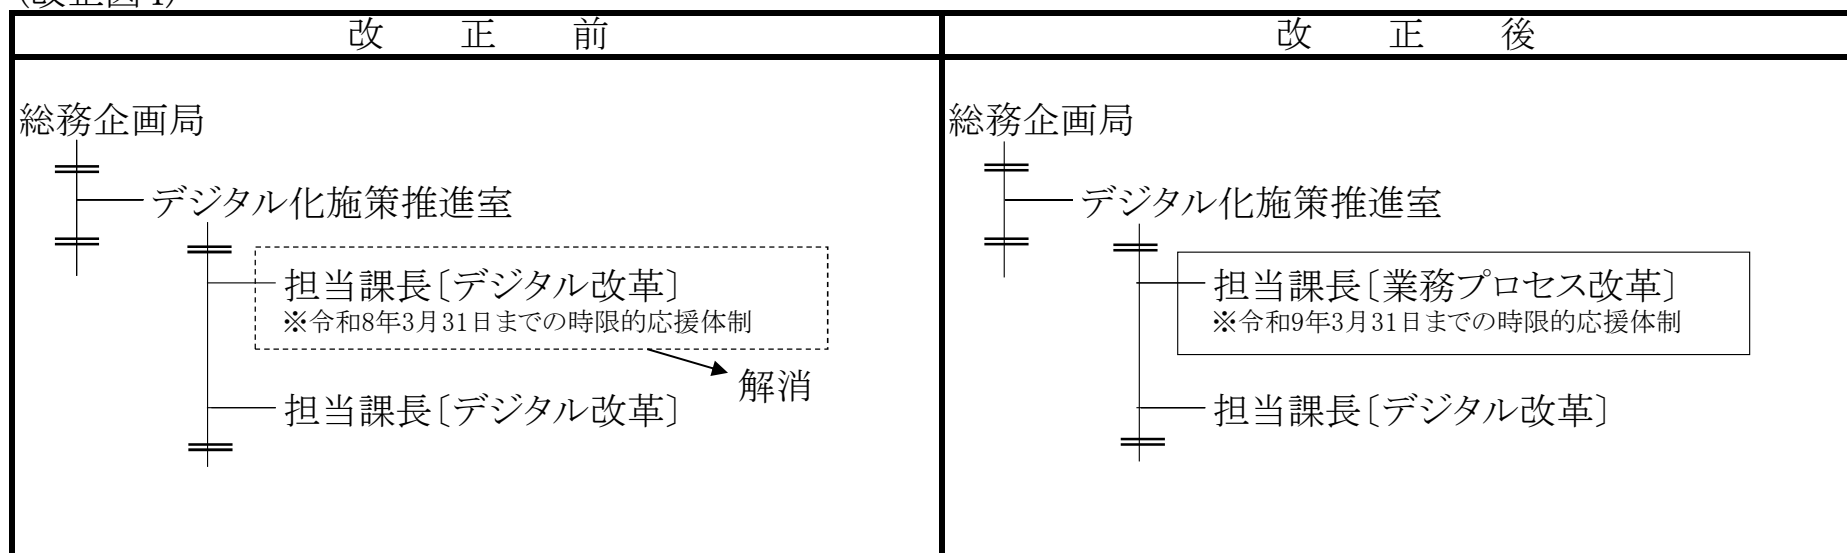 改正前
改正後
総務企画局
デジタル化施策推進室
担当課長〔デジタル改革〕
※令和8年3月31日までの時限的応援体制
解消
担当課長〔デジタル改革〕
総務企画局
デジタル化施策推進室
担当課長〔業務プロセス改革〕
※令和9年3月31日までの時限的応援体制
担当課長〔デジタル改革〕